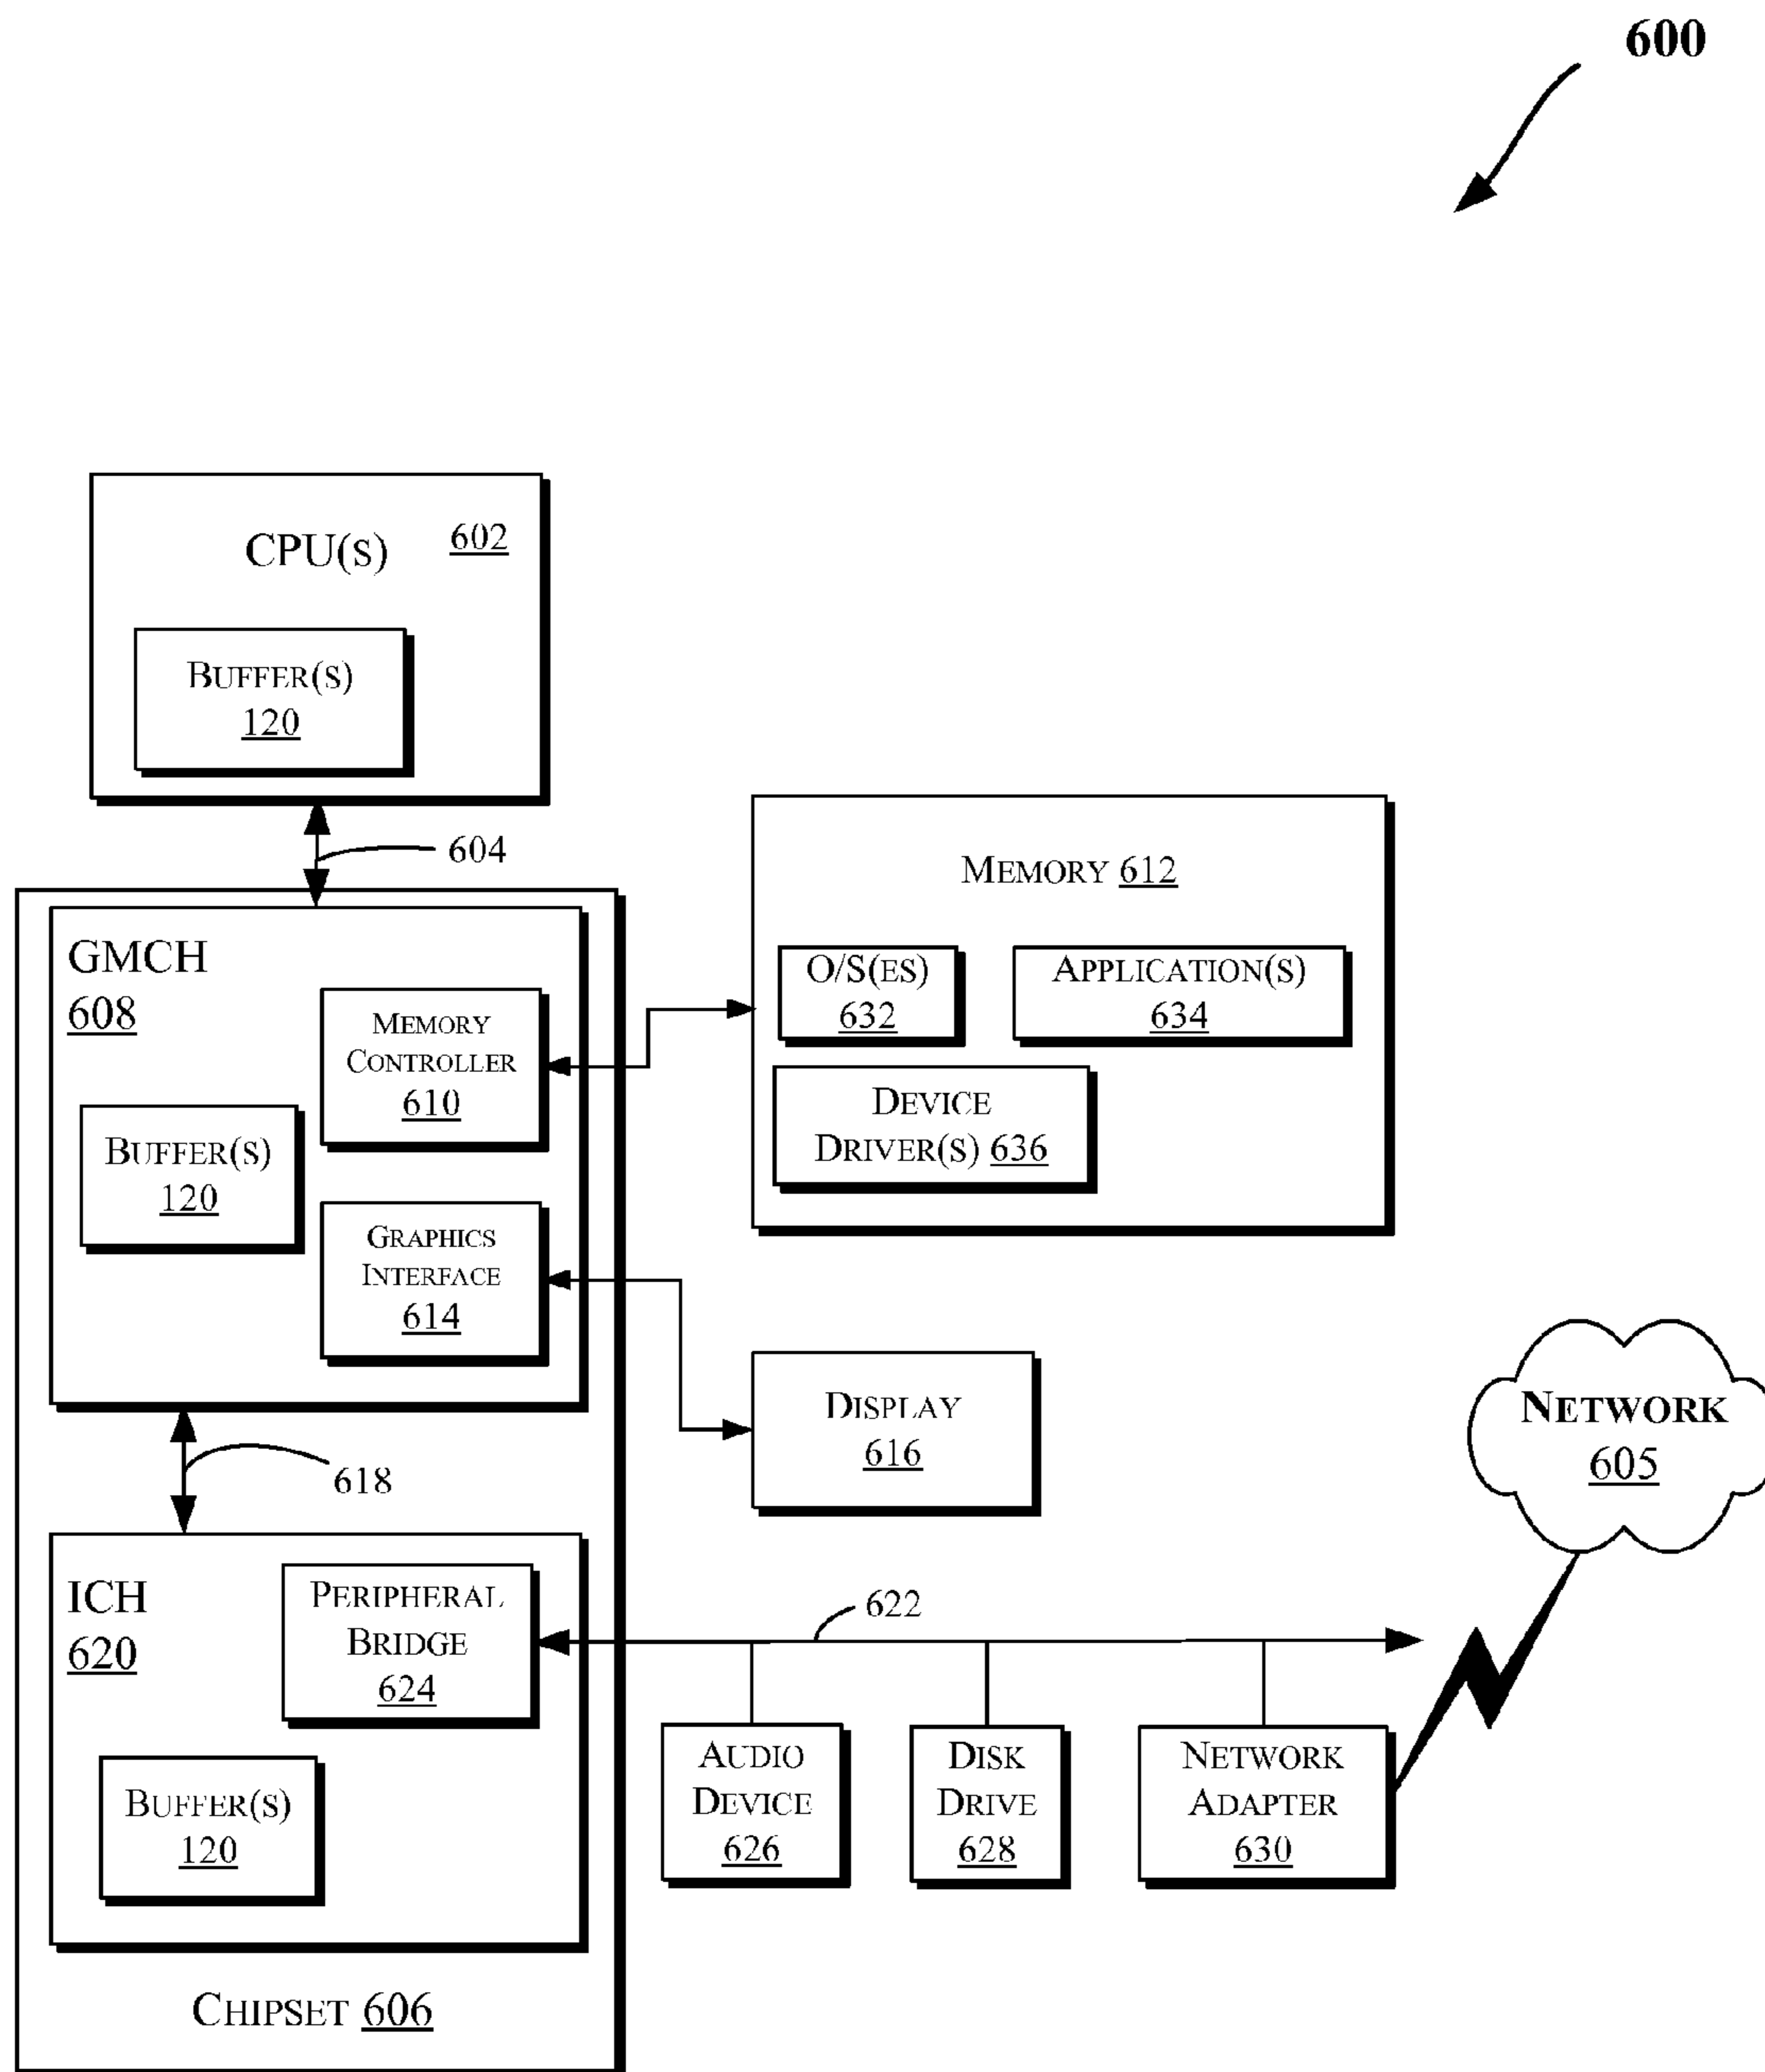 600
CPU(s)
602
Buffer(s)
120
604
Memory 612
O/S(es)
632
Application(s)
634
Device
Driver(s) 636
GMCH
608
Memory
Controller
610
Buffer(s)
120
Graphics
Interface
614
Display
616
Network
605
618
ICH
620
Peripheral
Bridge
624
622
Buffer(s)
120
Audio
Device
626
Disk
Drive
628
Network
Adapter
630
Chipset 606